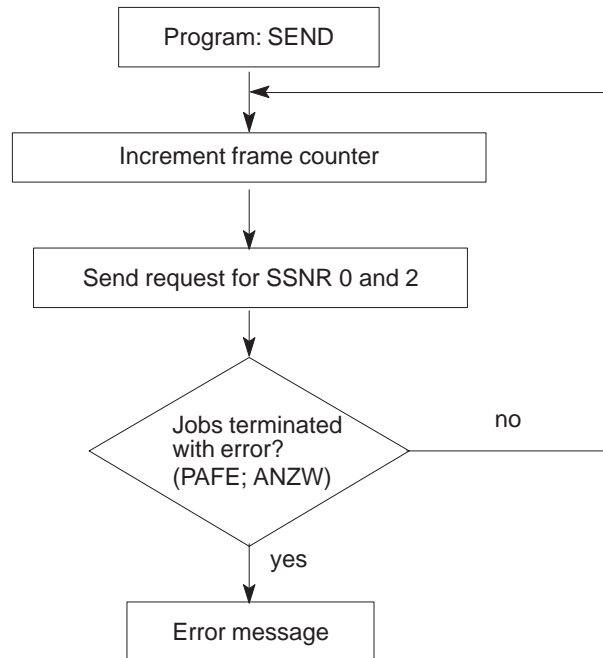 Program: SEND
Increment frame counter
Send request for SSNR 0 and 2
Jobs terminated
with error?
(PAFE; ANZW)
no
yes
Error message